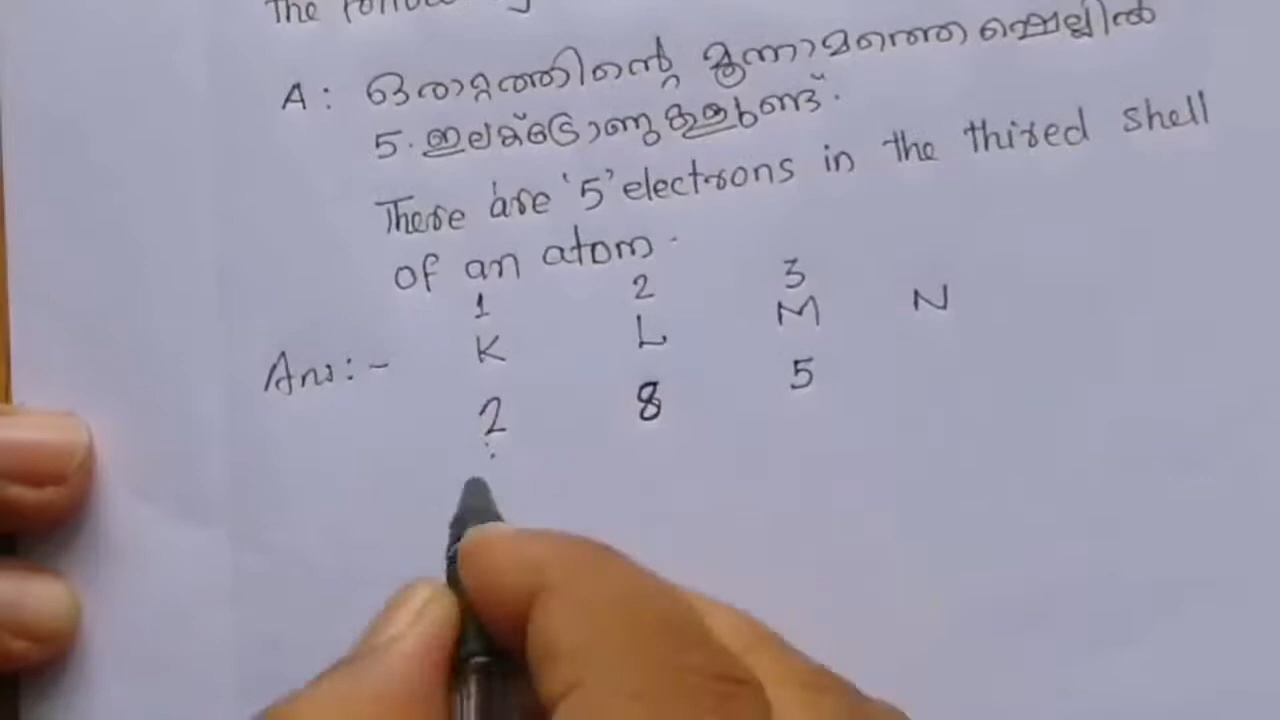 The
A: ഒരാറ്റത്തിന്റെ മൂന്നാമത്തെ ഷെല്ലിൽ
5. ഇലക്ട്രോണുകളുണ്ട്.
There are '5' electrons in the thired shell
of an atom.
1 2 3
K L M N
Ans:-
2 8 5